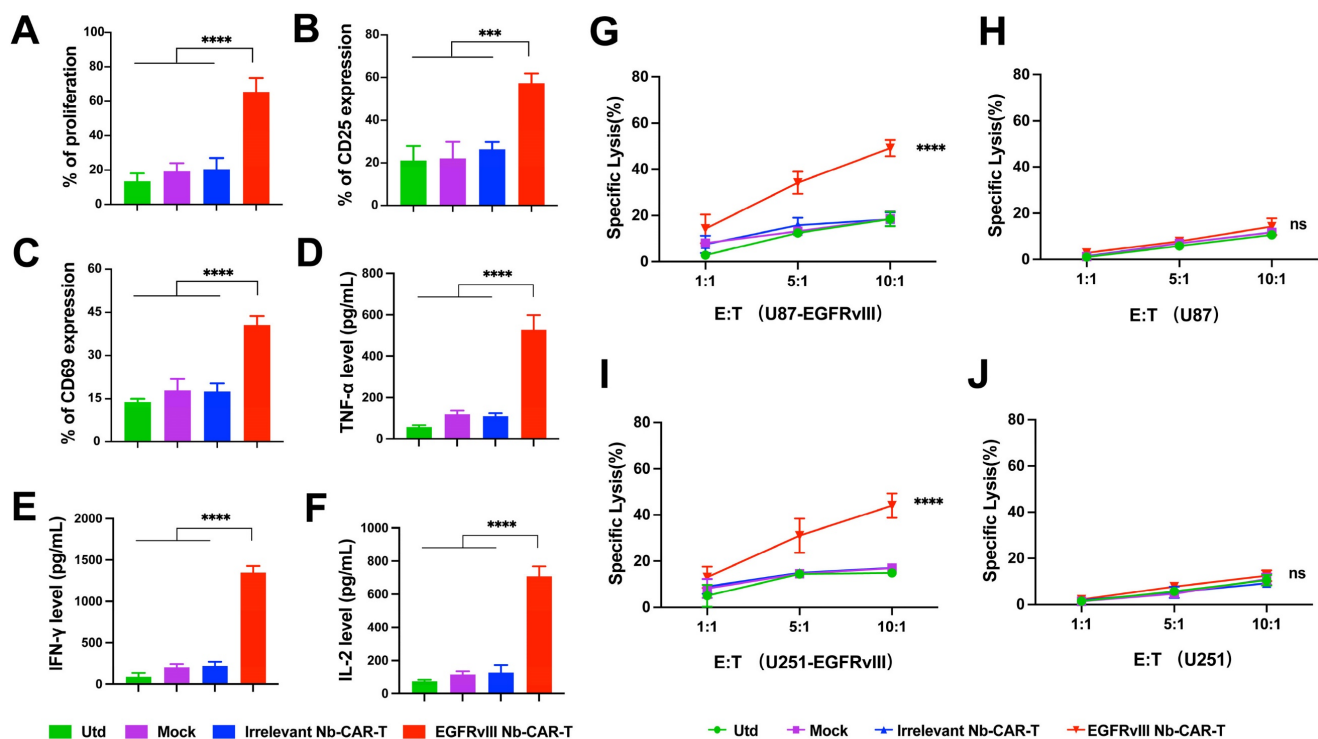 A
% of proliferation
100
80
60
40
20
0
****
B
% of CD25 expression
80
60
40
20
0
***
C
% of CD69 expression
60
45
30
15
0
****
D
TNF-α level (pg/mL)
800
600
400
200
0
****
E
IFN-γ level (pg/mL)
2000
1500
1000
500
0
****
F
IL-2 level (pg/mL)
1000
800
600
400
200
0
****
Utd
Mock
Irrelevant Nb-CAR-T
EGFRvIII Nb-CAR-T
G
Specific Lysis(%)
80
60
40
20
0
****
1:1 5:1 10:1
E:T （U87-EGFRvIII）
H
Specific Lysis(%)
80
60
40
20
0
ns
1:1 5:1 10:1
E:T （U87）
I
Specific Lysis(%)
80
60
40
20
0
****
1:1 5:1 10:1
E:T （U251-EGFRvIII）
J
Specific Lysis(%)
80
60
40
20
0
ns
1:1 5:1 10:1
E:T （U251）
Utd
Mock
Irrelevant Nb-CAR-T
EGFRvIII Nb-CAR-T